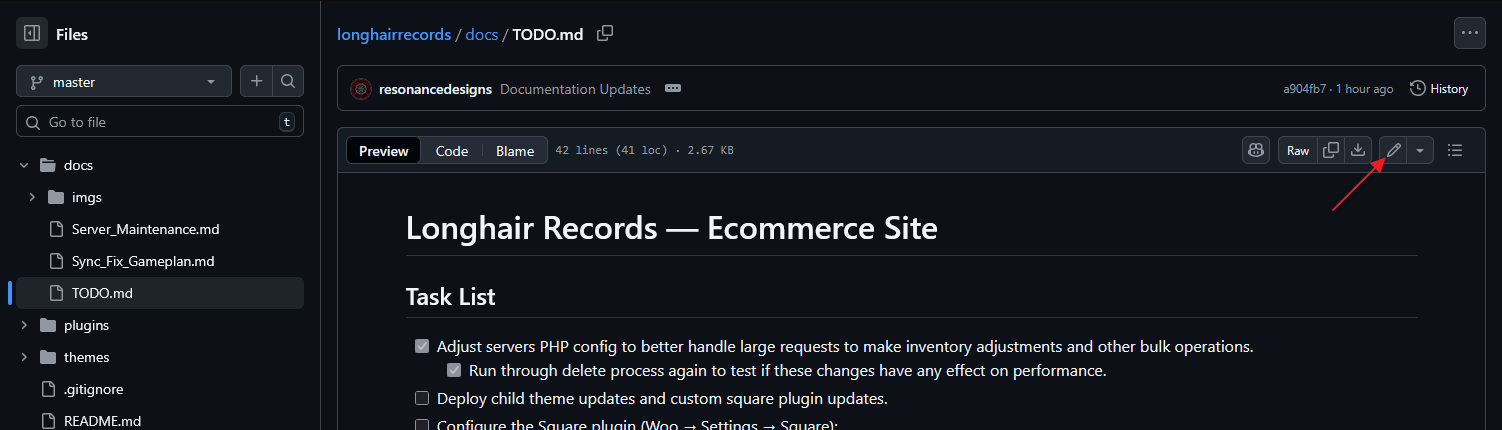 Files
longhairrecords / docs / TODO.md
master
resonancedesigns Documentation Updates
a904fb7 · 1 hour ago
History
Go to file
t
Preview
Code
Blame
42 lines (41 loc) · 2.67 KB
Raw
docs
imgs
Server_Maintenance.md
Sync_Fix_Gameplan.md
TODO.md
plugins
themes
.gitignore
README.md
Longhair Records — Ecommerce Site
Task List
Adjust servers PHP config to better handle large requests to make inventory adjustments and other bulk operations.
Run through delete process again to test if these changes have any effect on performance.
Deploy child theme updates and custom square plugin updates.
Configure the Square plugin (Woo → Settings → Square):